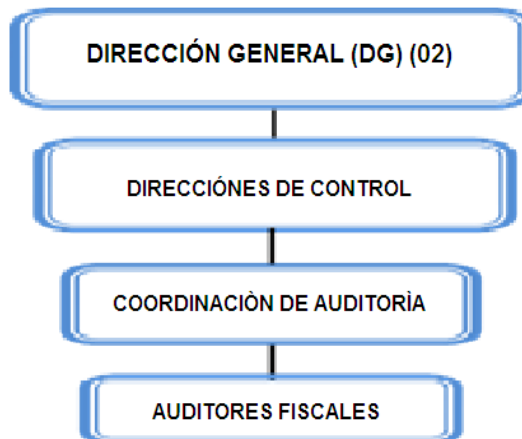 DIRECCIÓN GENERAL (DG) (02)
DIRECCIÓNES DE CONTROL
COORDINACIÒN DE AUDITORÌA
AUDITORES FISCALES